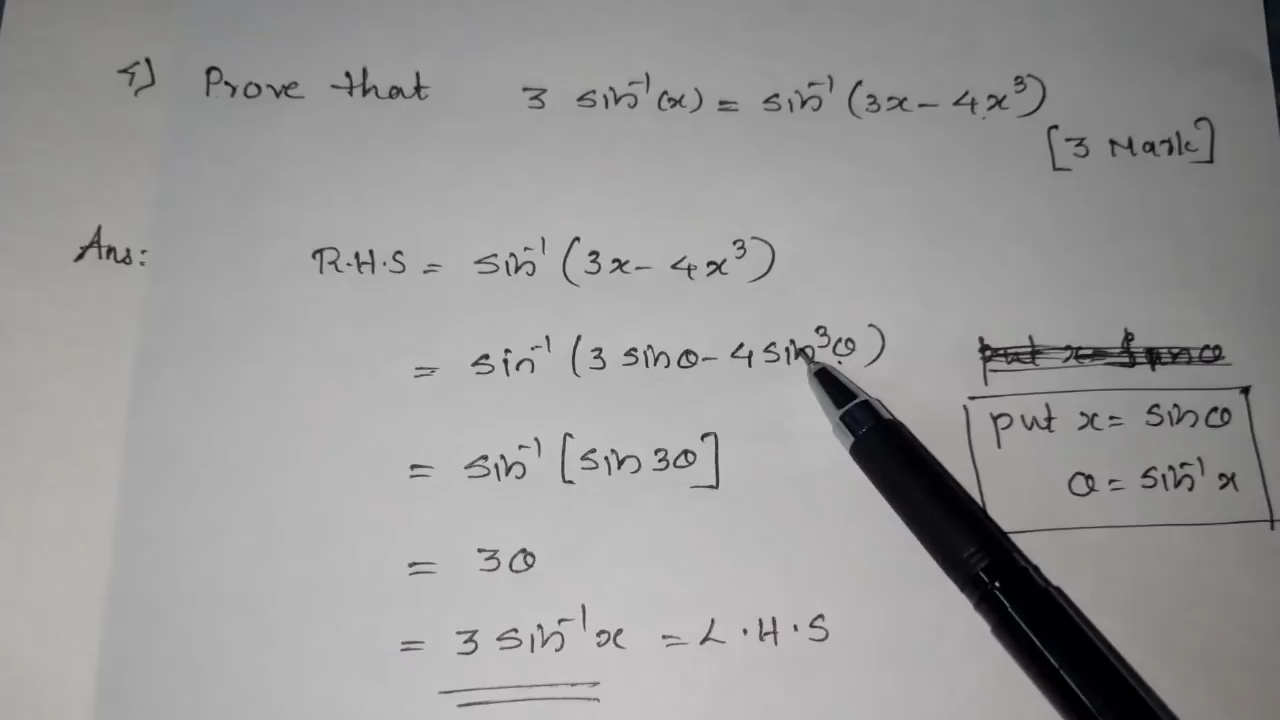 5) Prove that 3 sin⁻¹(x) = sin⁻¹(3x - 4x³)
[3 Mark]
Ans: R.H.S = sin⁻¹(3x - 4x³)
= sin⁻¹(3 sinθ - 4 sin³θ)
put x = sinθ
= sin⁻¹[sin 3θ]
θ = sin⁻¹ x
= 3θ
= 3 sin⁻¹x = L.H.S